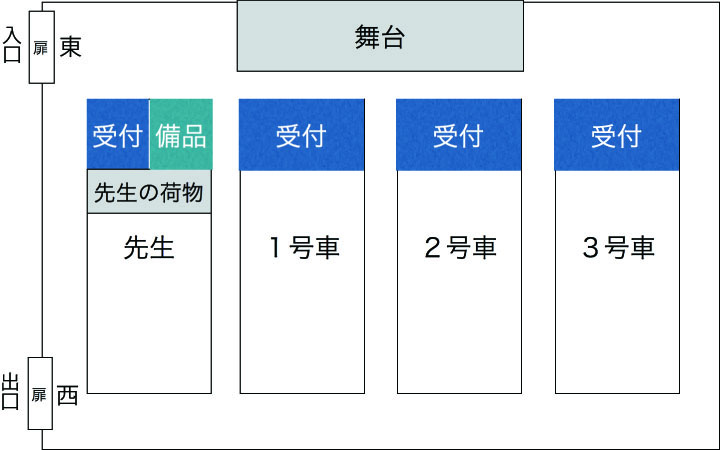 舞台
入口
扉
東
受付
備品
受付
受付
受付
先生の荷物
先生
１号車
２号車
３号車
出口
扉
西